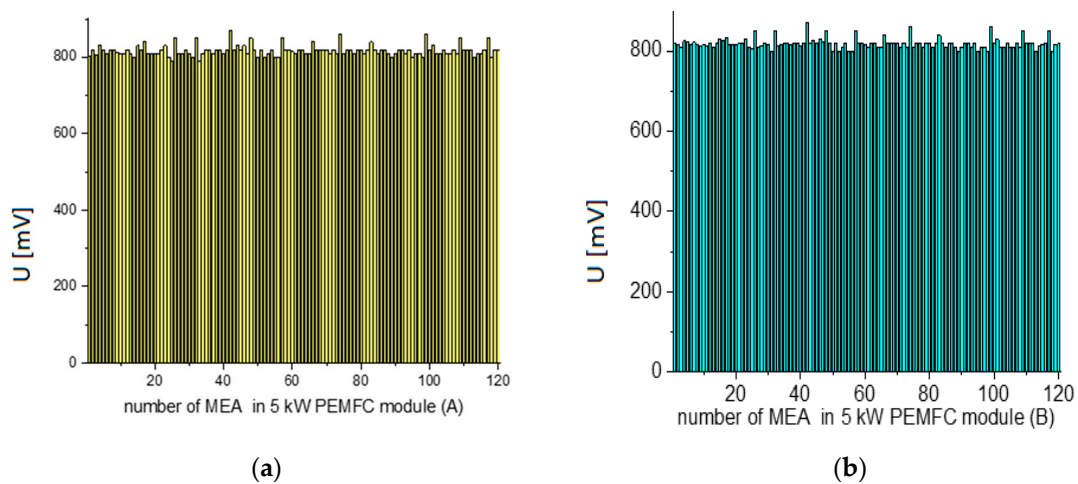 800
600
400
200
0
U [mV]
20 40 60 80 100 120
number of MEA in 5 kW PEMFC module (A)
(a)
800
600
400
200
0
U [mV]
20 40 60 80 100 120
number of MEA in 5 kW PEMFC module (B)
(b)